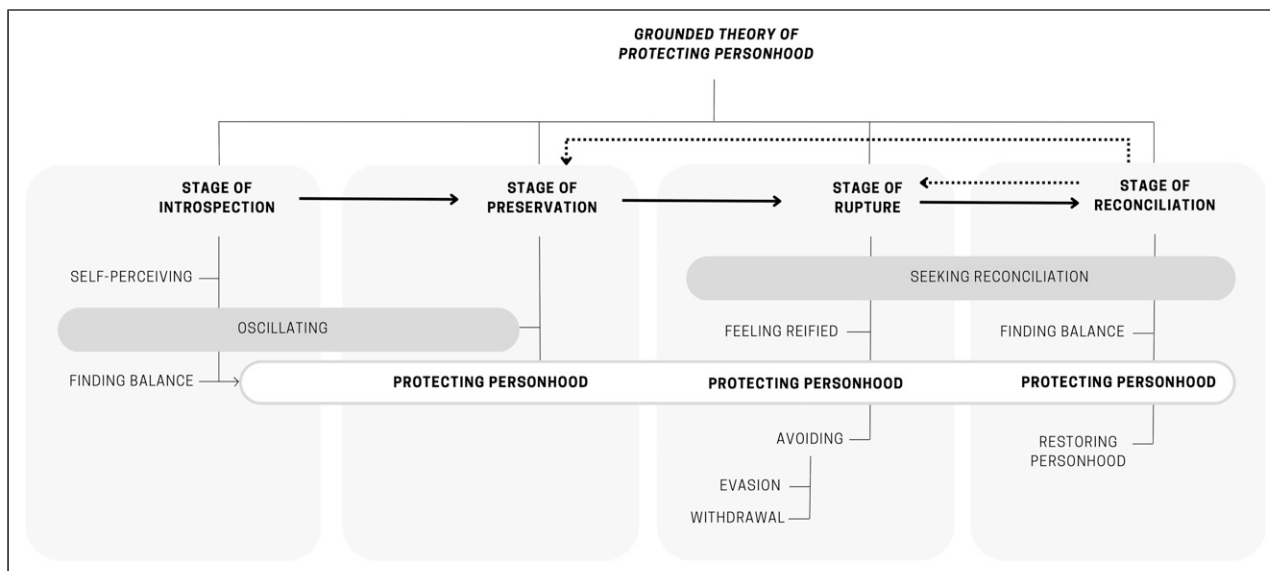 GROUNDED THEORY OF
PROTECTING PERSONHOOD
STAGE OF
INTROSPECTION
STAGE OF
PRESERVATION
STAGE OF
RUPTURE
STAGE OF
RECONCILIATION
SELF-PERCEIVING
SEEKING RECONCILIATION
OSCILLATING
FEELING REIFIED
FINDING BALANCE
FINDING BALANCE
PROTECTING PERSONHOOD
PROTECTING PERSONHOOD
PROTECTING PERSONHOOD
AVOIDING
RESTORING
PERSONHOOD
EVASION
WITHDRAWAL